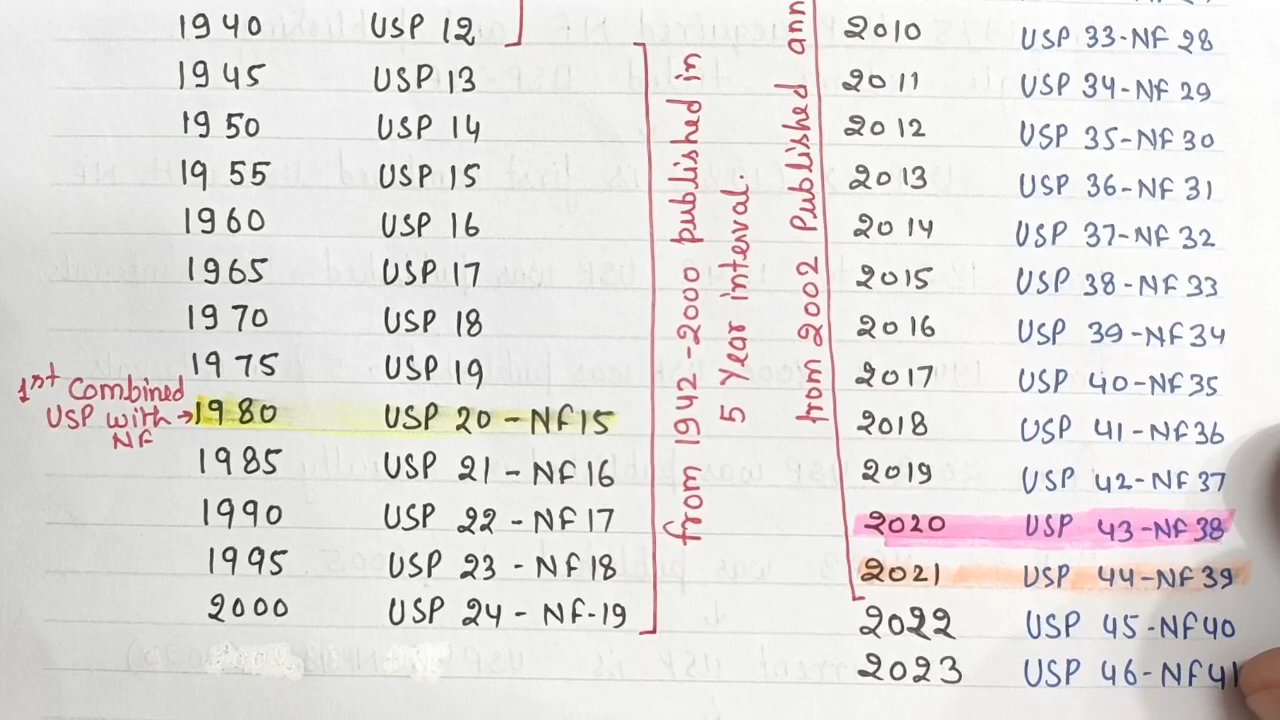 1940 USP 12
1945 USP 13
1950 USP 14
1955 USP 15
1960 USP 16
1965 USP 17
1970 USP 18
1975 USP 19
1st Combined
USP with →
NF
1980 USP 20 - NF15
1985 USP 21 - NF 16
1990 USP 22 - NF 17
1995 USP 23 - NF 18
2000 USP 24 - NF-19
from 1942-2000 published in
5 Year interval.
from 2002 Published ann
2010 USP 33-NF 28
2011 USP 34-NF 29
2012 USP 35-NF 30
2013 USP 36-NF 31
2014 USP 37-NF 32
2015 USP 38-NF 33
2016 USP 39-NF 34
2017 USP 40-NF 35
2018 USP 41-NF 36
2019 USP 42-NF 37
2020 USP 43-NF 38
2021 USP 44-NF 39
2022 USP 45-NF 40
2023 USP 46-NF 41